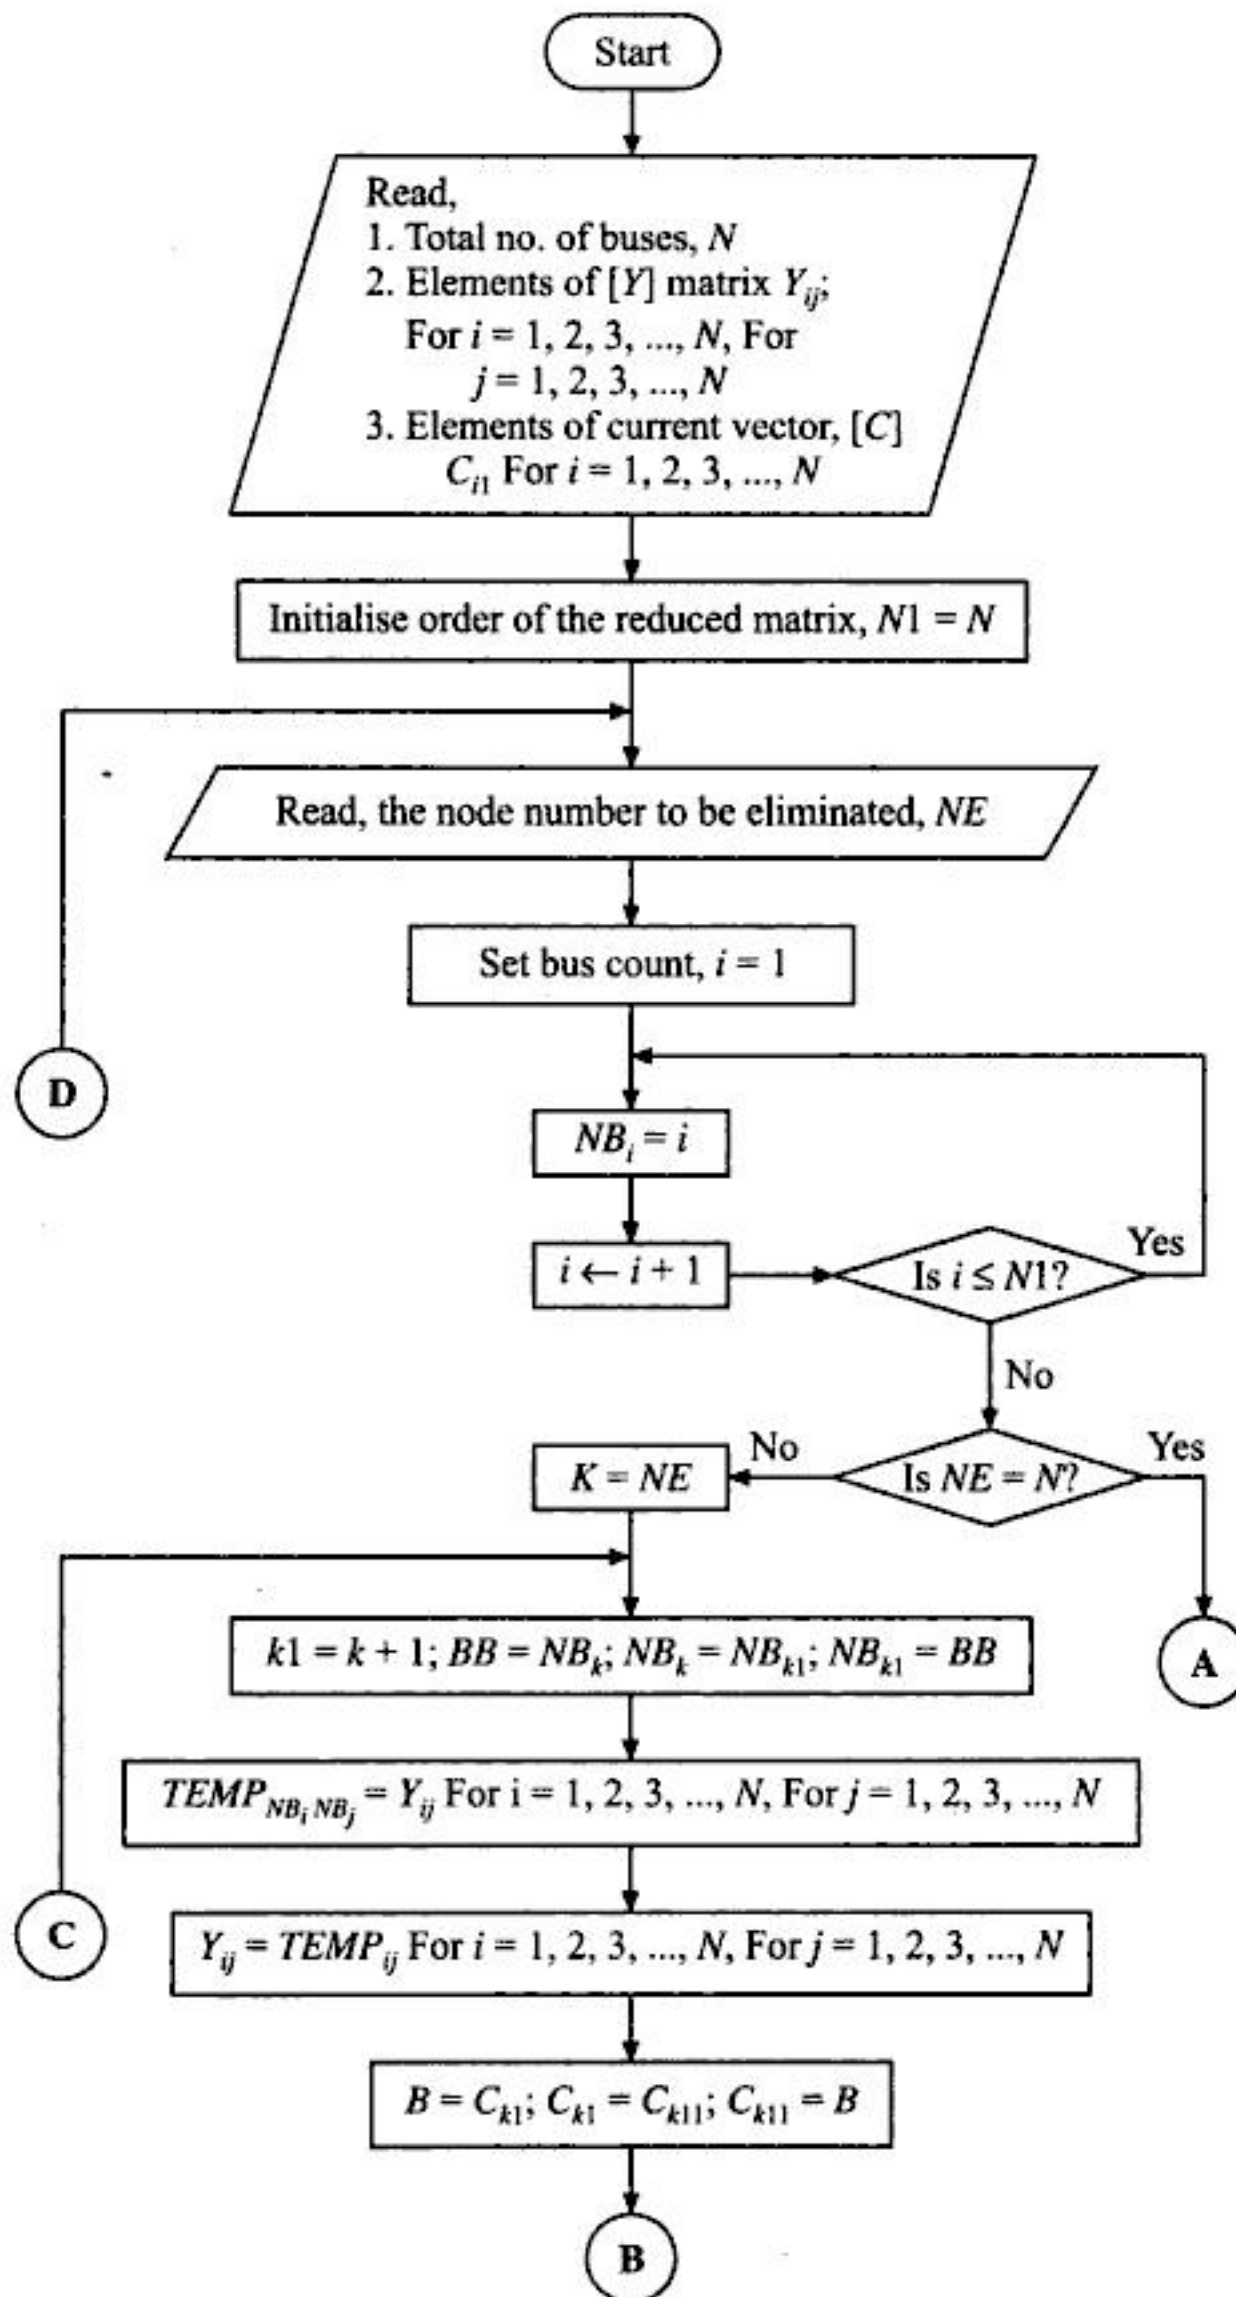 Start
Read,
1. Total no. of buses, N
2. Elements of [Y] matrix Y_ij;
For i = 1, 2, 3, ..., N, For
j = 1, 2, 3, ..., N
3. Elements of current vector, [C]
C_i1 For i = 1, 2, 3, ..., N
Initialise order of the reduced matrix, N1 = N
Read, the node number to be eliminated, NE
Set bus count, i = 1
D
NB_i = i
i ← i + 1
Is i ≤ N1?
Yes
No
K = NE
No
Is NE = N?
Yes
k1 = k + 1; BB = NB_k; NB_k = NB_k1; NB_k1 = BB
A
TEMP_NB_i NB_j = Y_ij For i = 1, 2, 3, ..., N, For j = 1, 2, 3, ..., N
C
Y_ij = TEMP_ij For i = 1, 2, 3, ..., N, For j = 1, 2, 3, ..., N
B = C_k1; C_k1 = C_k11; C_k11 = B
B